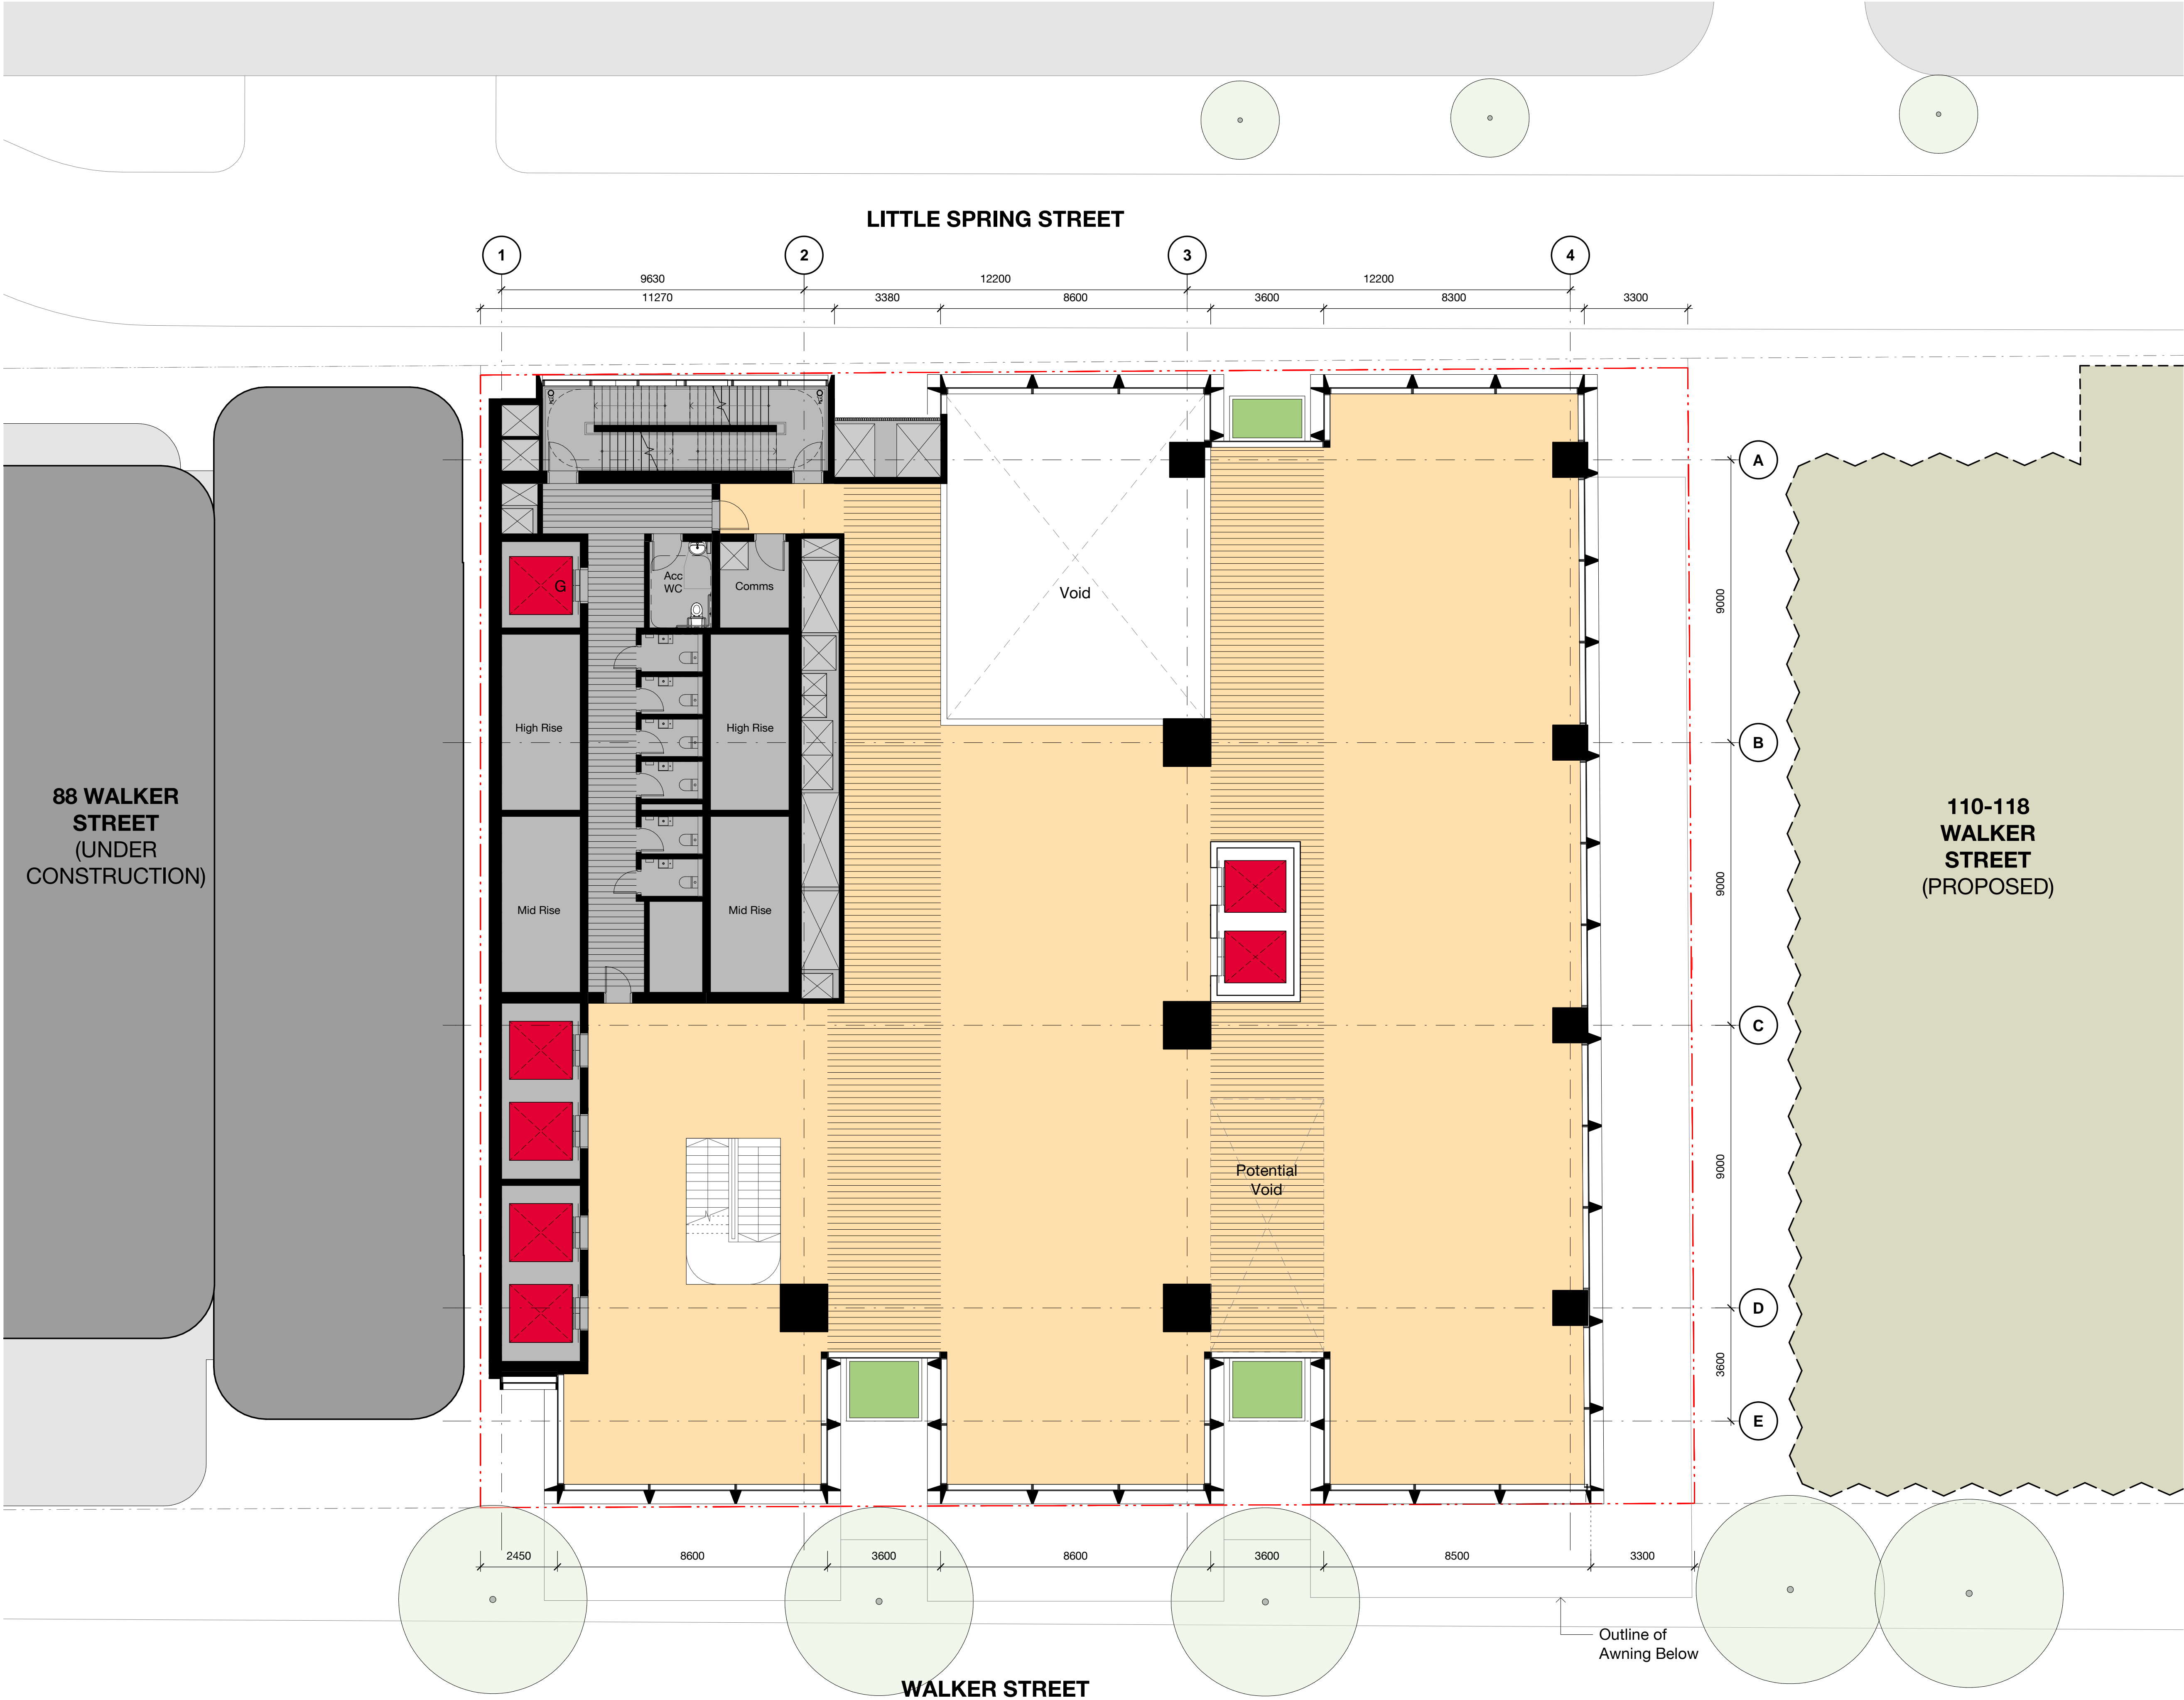 LITTLE SPRING STREET
1
2
3
4
9630
12200
12200
11270
3380
8600
3600
8300
3300
A
9000
G
Acc
WC
Comms
Void
High Rise
High Rise
B
88 WALKER
STREET
(UNDER
CONSTRUCTION)
110-118
WALKER
STREET
(PROPOSED)
9000
Mid Rise
Mid Rise
C
9000
Potential
Void
D
3600
E
2450
8600
3600
8600
3600
8500
3300
Outline of
Awning Below
WALKER STREET